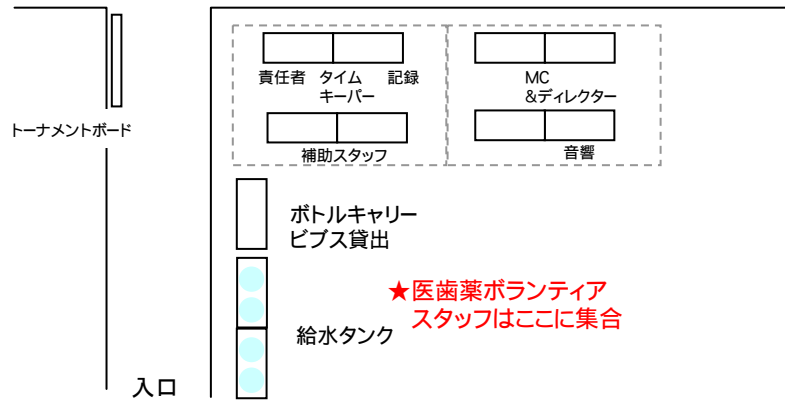 責任者 タイム 記録
キーパー
MC
&ディレクター
トーナメントボード
補助スタッフ
音響
ボトルキャリー
ビブス貸出
★医歯薬ボランティア
スタッフはここに集合
給水タンク
入口